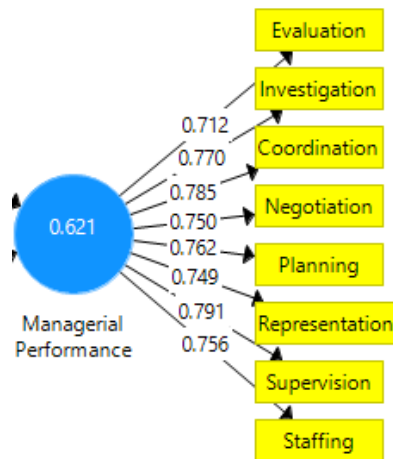 Evaluation
Investigation
0.712
0.770
Coordination
0.785
Negotiation
0.750
0.621
0.762
Planning
0.749
Managerial
Performance
Representation
0.791
0.756
Supervision
Staffing